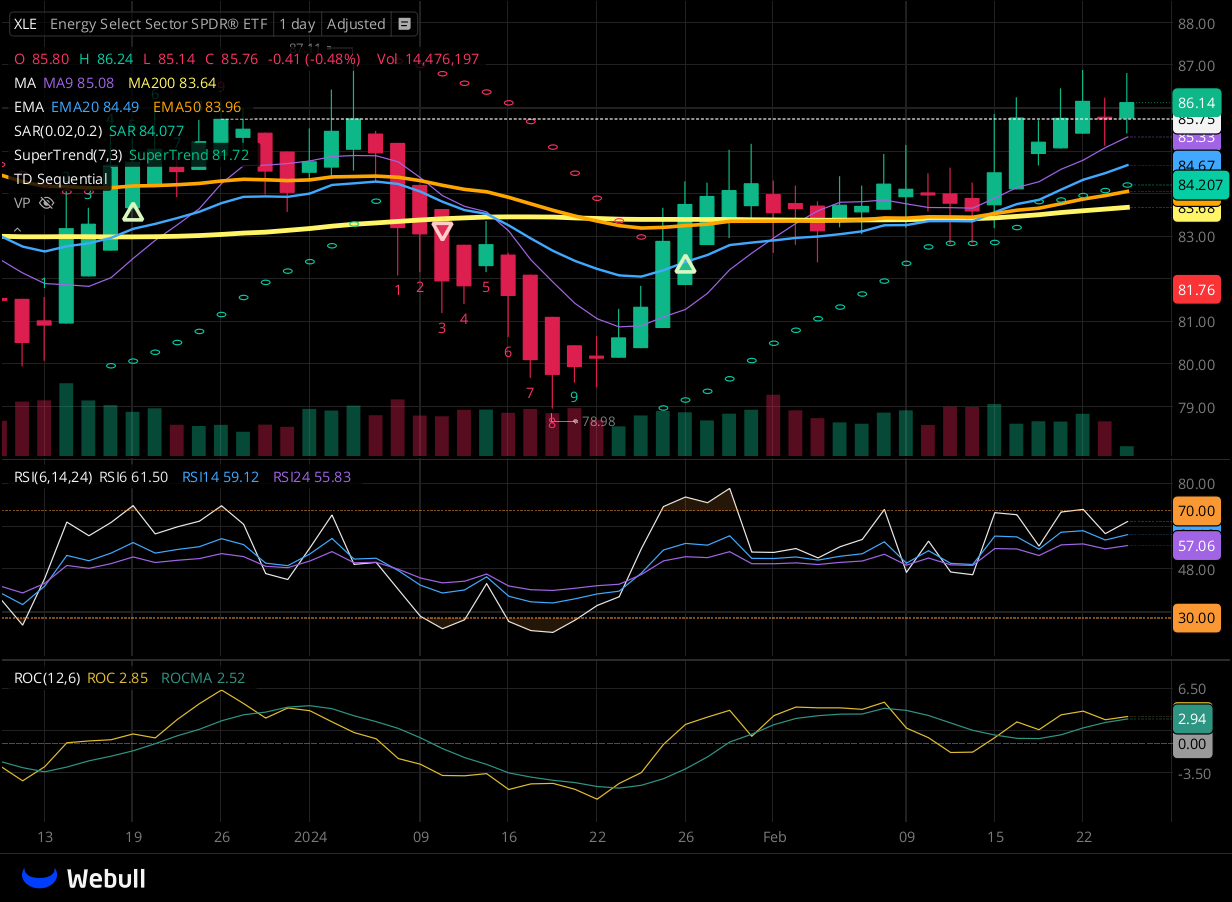 XLE Energy Select Sector SPDR® ETF 1 day Adjusted
88.00
87.11
O 85.80 H 86.24 L 85.14 C 85.76 -0.41 (-0.48%) Vol 14,476,197
87.00
MA MA9 85.08 MA200 83.64
EMA EMA20 84.49 EMA50 83.96
86.14
85.75
SAR(0.02,0.2) SAR 84.077
85.33
SuperTrend(7,3) SuperTrend 81.72
84.67
TD Sequential
84.207
VP
83.66
83.00
1
1 2 5
81.76
3 4
81.00
6
80.00
7 9
79.00
8 78.98
RSI(6,14,24) RSI6 61.50 RSI14 59.12 RSI24 55.83
80.00
70.00
57.06
48.00
30.00
ROC(12,6) ROC 2.85 ROCMA 2.52
6.50
2.94
0.00
-3.50
13 19 26 2024 09 16 22 26 Feb 09 15 22
Webull